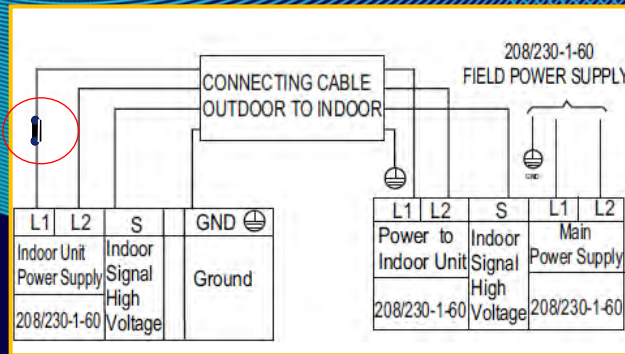 208/230-1-60
FIELD POWER SUPPLY
CONNECTING CABLE
OUTDOOR TO INDOOR
GND
L1 L2 S GND
Indoor Unit
Power Supply
208/230-1-60
Indoor
Signal
High
Voltage
Ground
L1 L2 S L1 L2
Power to
Indoor Unit
208/230-1-60
Indoor
Signal
High
Voltage
Main
Power Supply
208/230-1-60